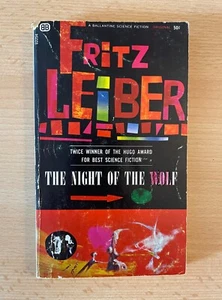 A BALLANTINE SCIENCE FICTION
50¢
FRITZ
LEIBER
TWICE WINNER OF THE HUGO AWARD
FOR BEST SCIENCE FICTION
THE NIGHT OF THE WOLF